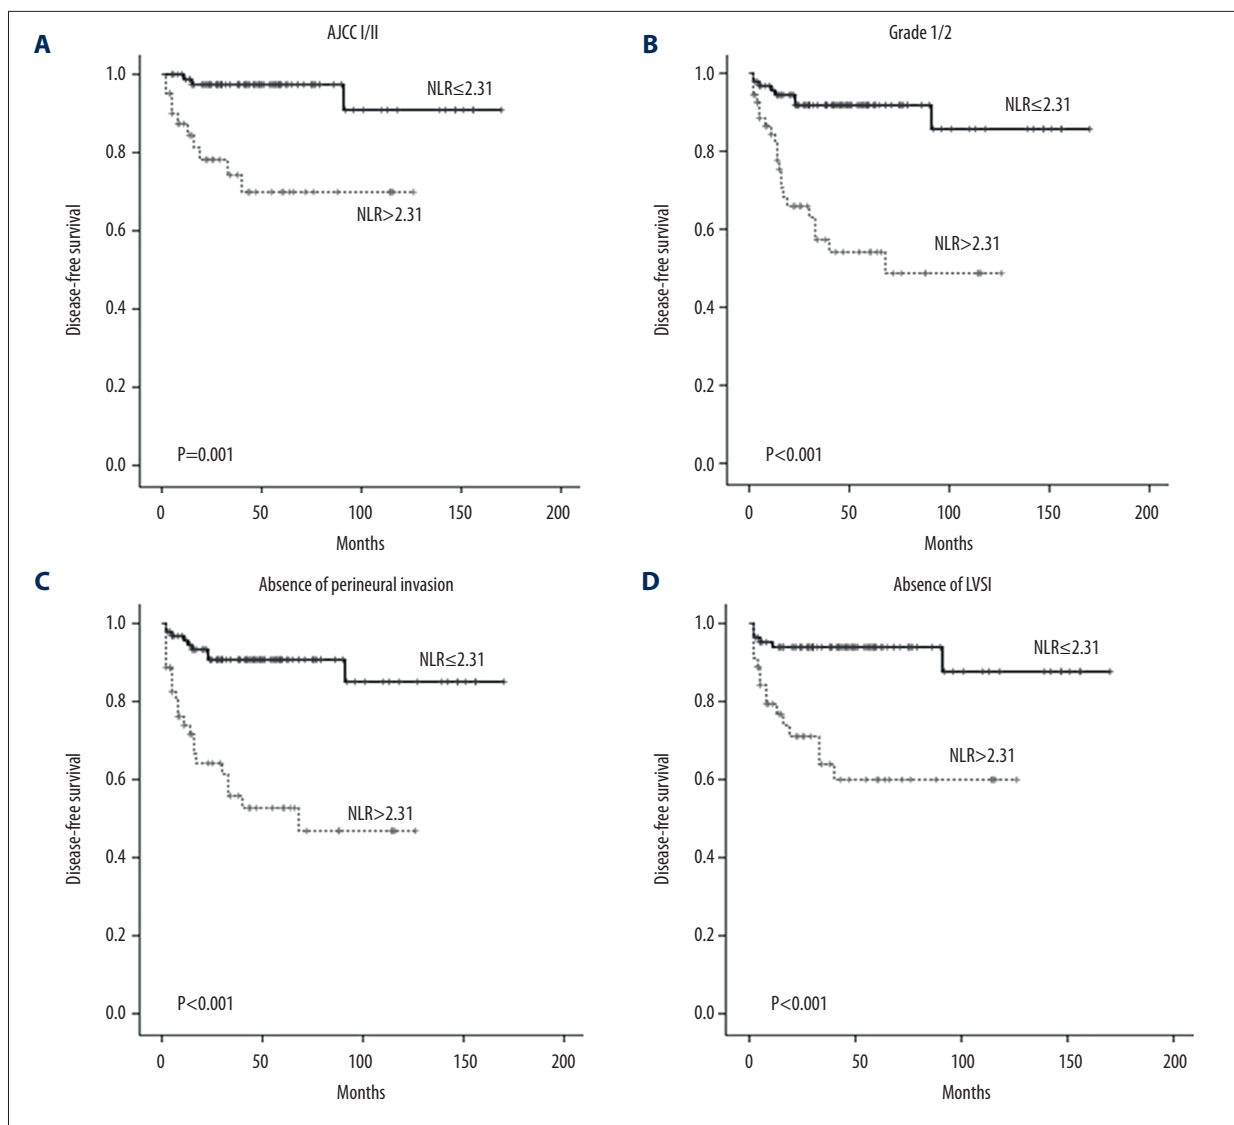 A
AJCC I/II
1.0
0.8
0.6
0.4
0.2
0.0
Disease-free survival
NLR≤2.31
NLR>2.31
P=0.001
0 50 100 150 200
Months
B
Grade 1/2
1.0
0.8
0.6
0.4
0.2
0.0
Disease-free survival
NLR≤2.31
NLR>2.31
P<0.001
0 50 100 150 200
Months
C
Absence of perineural invasion
1.0
0.8
0.6
0.4
0.2
0.0
Disease-free survival
NLR≤2.31
NLR>2.31
P<0.001
0 50 100 150 200
Months
D
Absence of LVSI
1.0
0.8
0.6
0.4
0.2
0.0
Disease-free survival
NLR≤2.31
NLR>2.31
P<0.001
0 50 100 150 200
Months